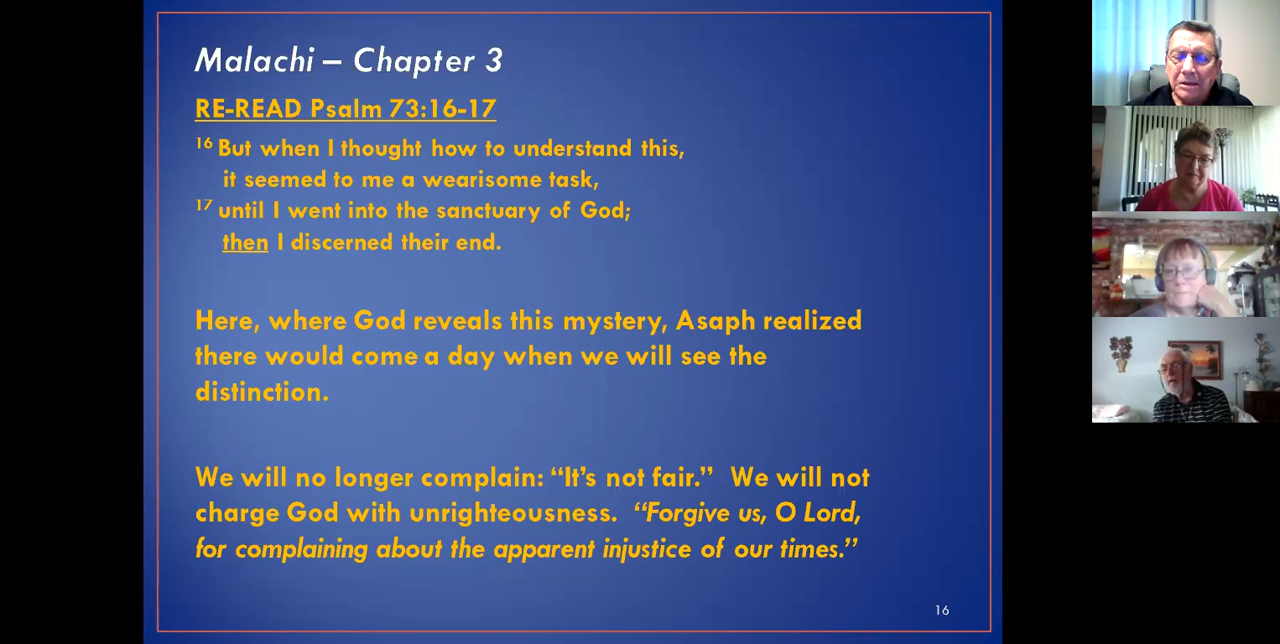 Malachi – Chapter 3
RE-READ Psalm 73:16-17
16 But when I thought how to understand this,
it seemed to me a wearisome task,
17 until I went into the sanctuary of God;
then I discerned their end.
Here, where God reveals this mystery, Asaph realized
there would come a day when we will see the
distinction.
We will no longer complain: “It’s not fair.”  We will not
charge God with unrighteousness.  “Forgive us, O Lord,
for complaining about the apparent injustice of our times.”
16